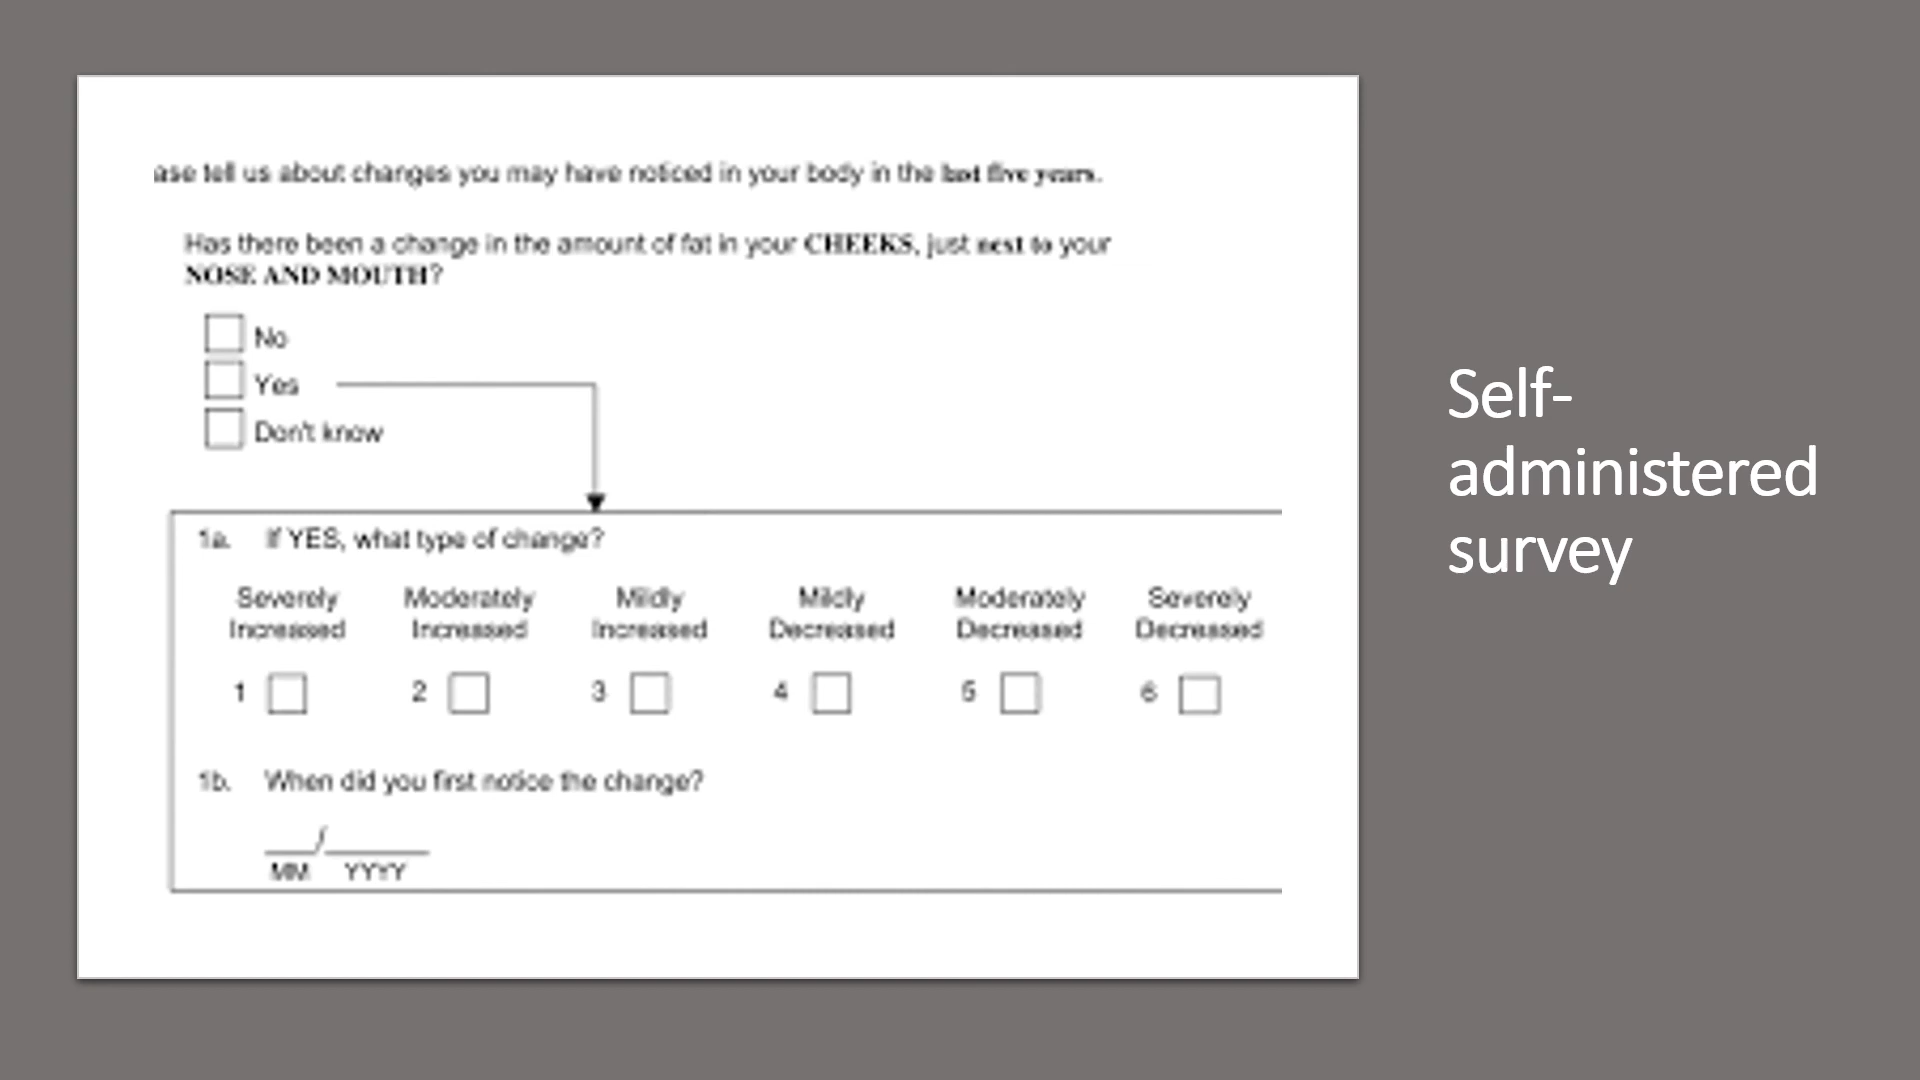 ase tell us about changes you may have noticed in your body in the last five years.
Has there been a change in the amount of fat in your CHEEKS, just next to your
NOSE AND MOUTH?
No
Yes
Don't know
1a. If YES, what type of change?
Severely Increased
Moderately Increased
Mildly Increased
Mildly Decreased
Moderately Decreased
Severely Decreased
1 2 3 4 5 6
1b. When did you first notice the change?
___/______
MM YYYY
Self-
administered
survey